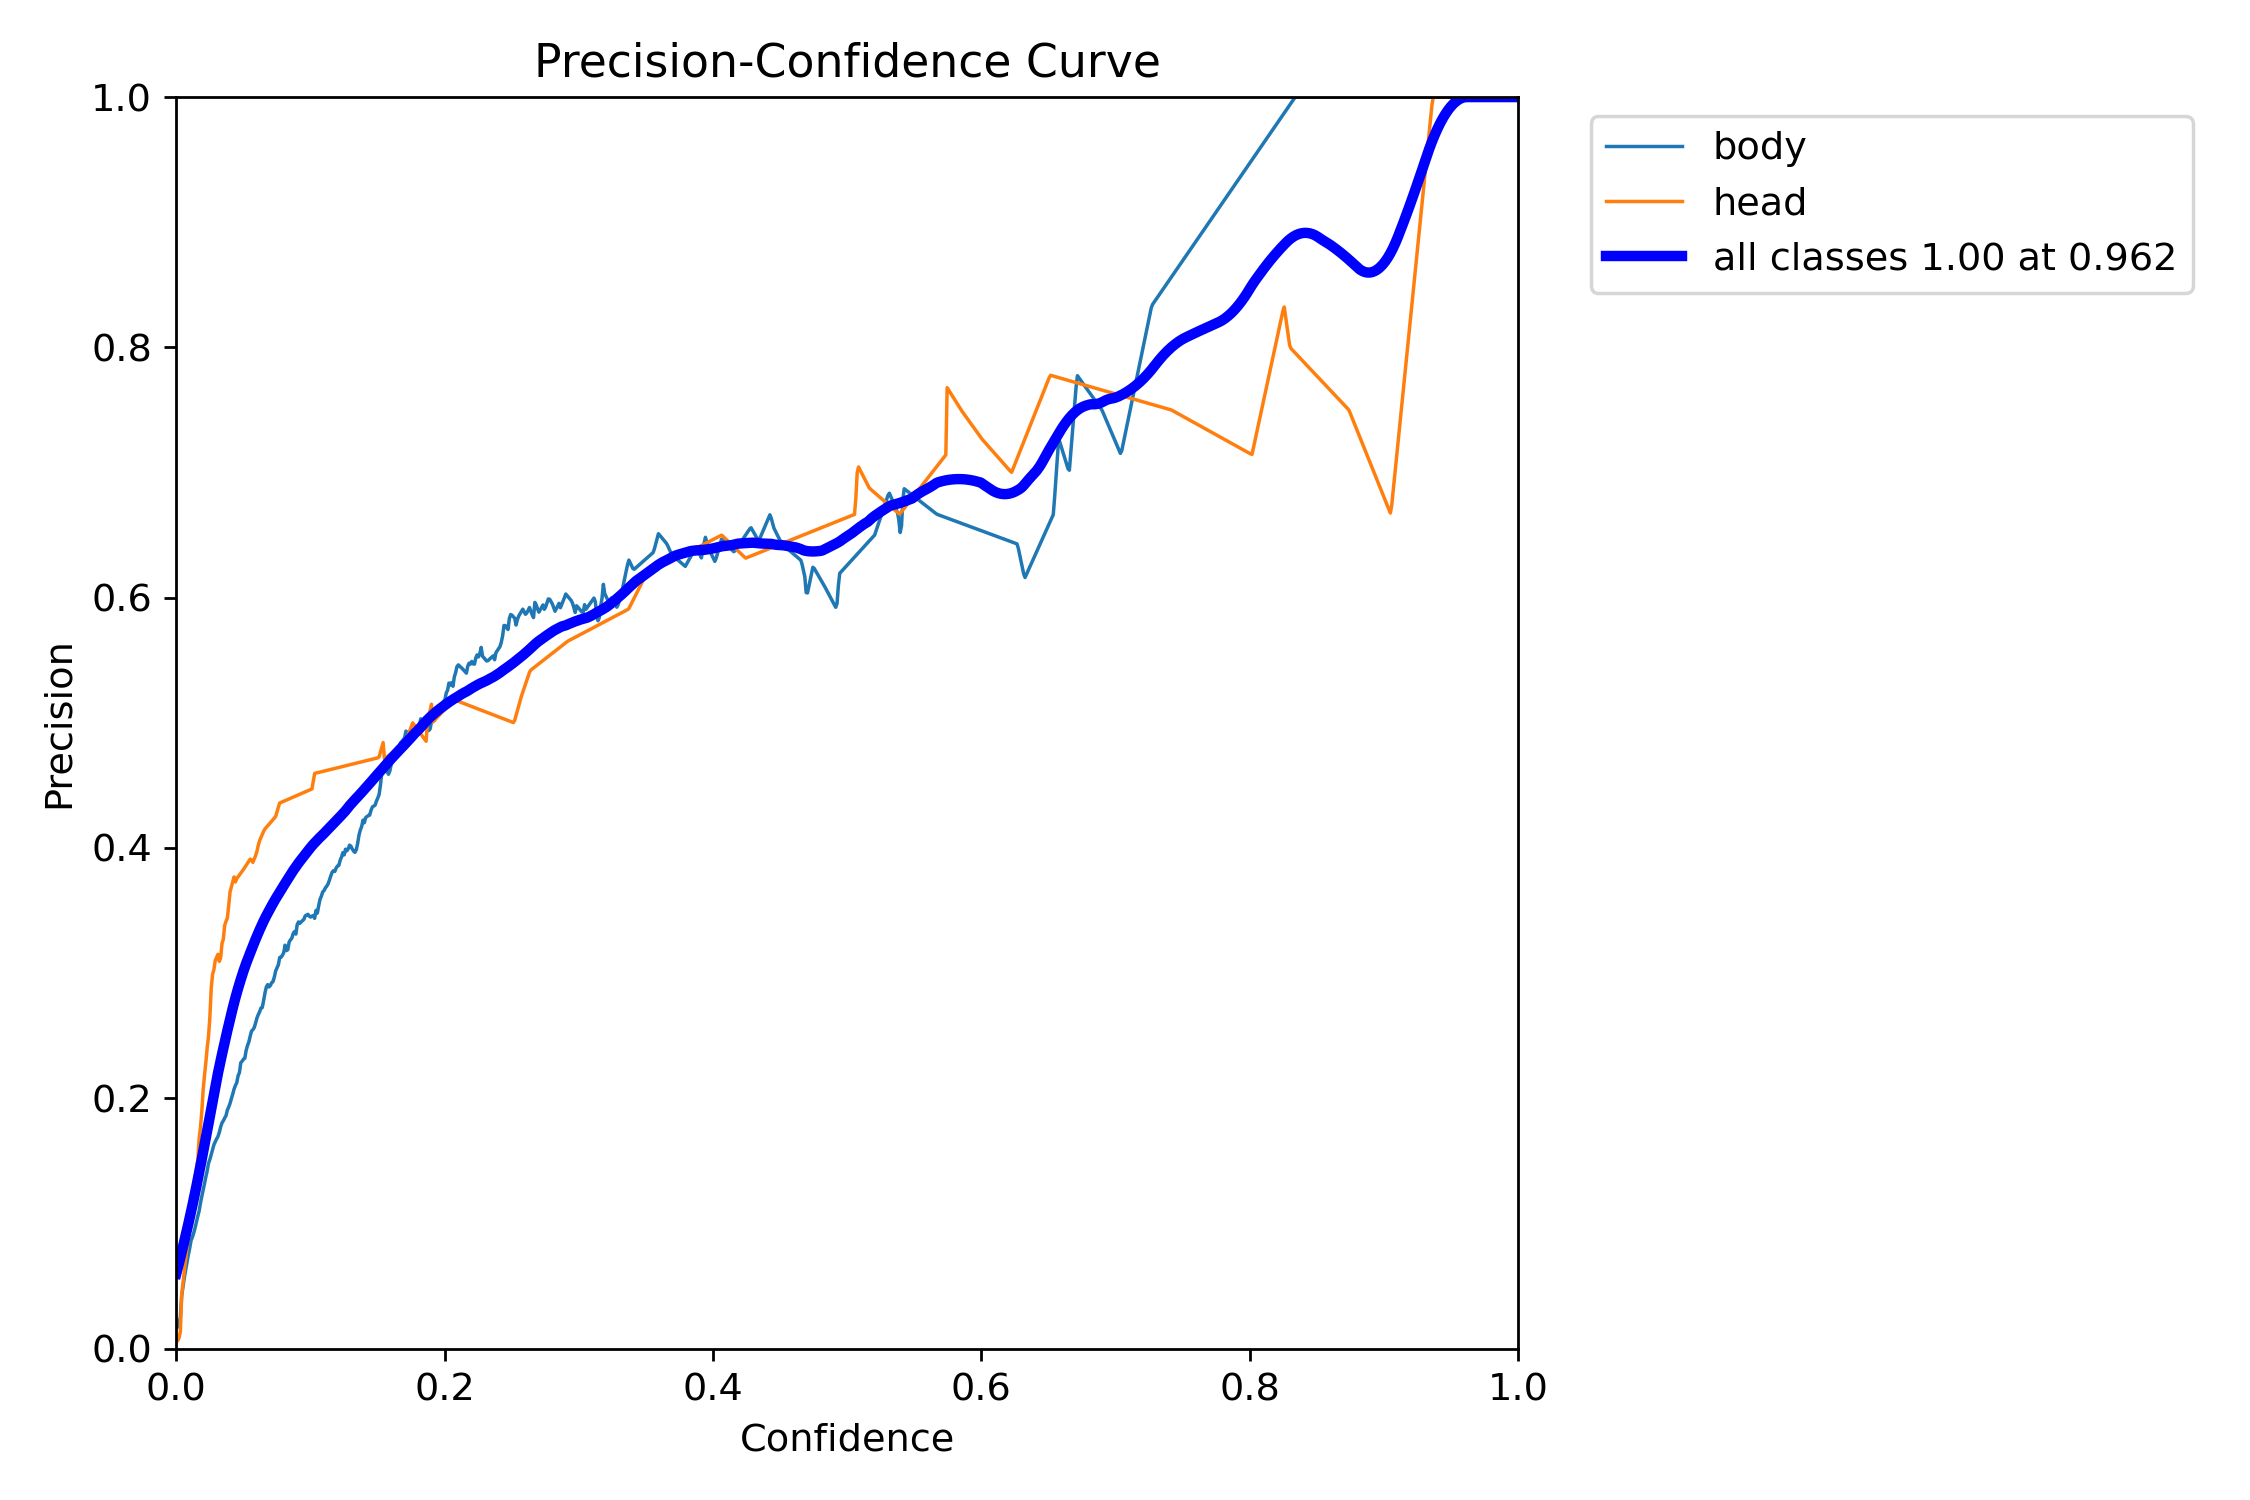 Precision-Confidence Curve
1.0
0.8
0.6
0.4
0.2
0.0
Precision
0.0 0.2 0.4 0.6 0.8 1.0
Confidence
body
head
all classes 1.00 at 0.962